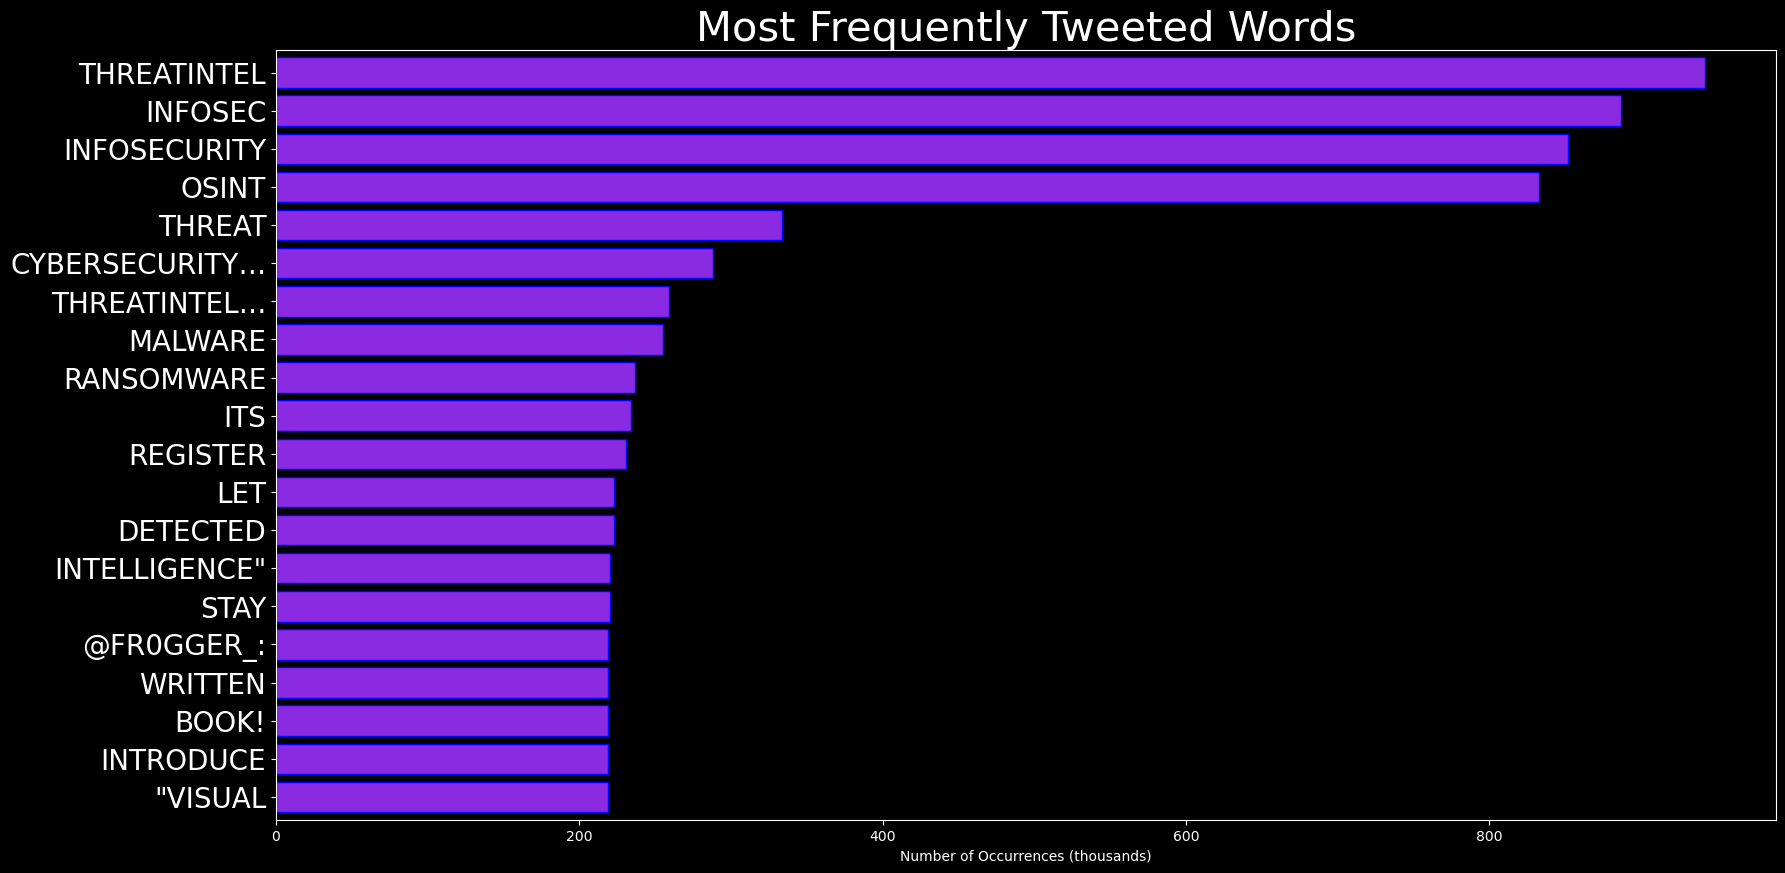 Most Frequently Tweeted Words
THREATINTEL
INFOSEC
INFOSECURITY
OSINT
THREAT
CYBERSECURITY…
THREATINTEL…
MALWARE
RANSOMWARE
ITS
REGISTER
LET
DETECTED
INTELLIGENCE"
STAY
@FR0GGER_:
WRITTEN
BOOK!
INTRODUCE
"VISUAL
0 200 400 600 800
Number of Occurrences (thousands)